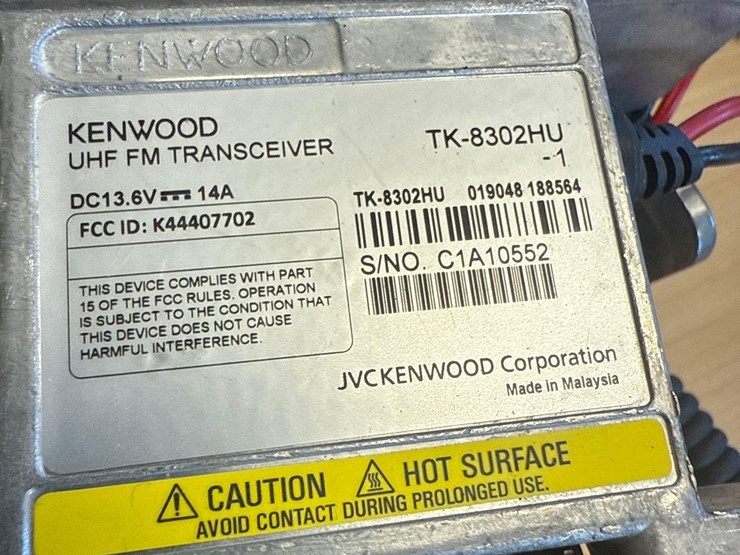 KENWOOD
KENWOOD
UHF FM TRANSCEIVER
TK-8302HU
-1
DC13.6V⎓ 14A
FCC ID: K44407702
THIS DEVICE COMPLIES WITH PART
15 OF THE FCC RULES. OPERATION
IS SUBJECT TO THE CONDITION THAT
THIS DEVICE DOES NOT CAUSE
HARMFUL INTERFERENCE.
TK-8302HU 019048 188564
S/NO. C1A10552
JVCKENWOOD Corporation
Made in Malaysia
CAUTION HOT SURFACE
AVOID CONTACT DURING PROLONGED USE.